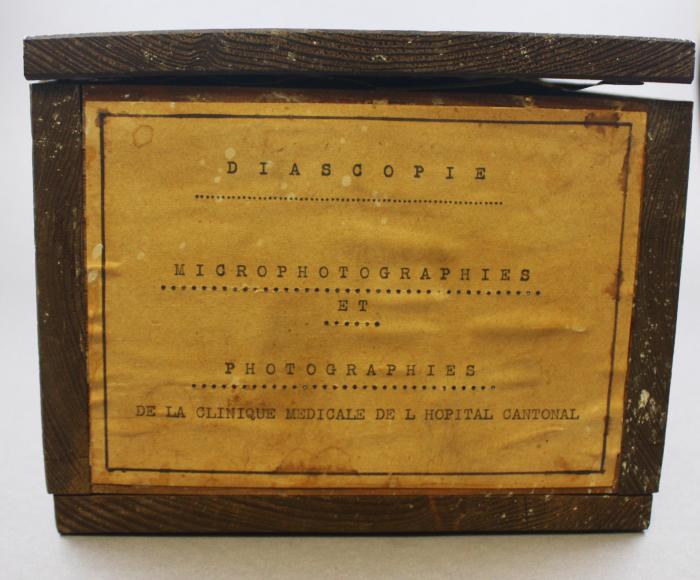 DIASCOPIE
MICROPHOTOGRAPHIES
ET
PHOTOGRAPHIES
DE LA CLINIQUE MEDICALE DE L HOPITAL CANTONAL